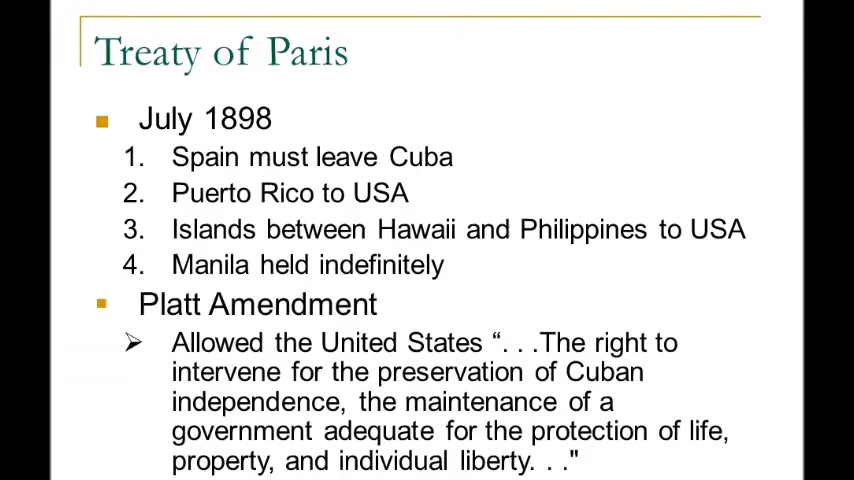 Treaty of Paris
July 1898
1. Spain must leave Cuba
2. Puerto Rico to USA
3. Islands between Hawaii and Philippines to USA
4. Manila held indefinitely
Platt Amendment
Allowed the United States “. . .The right to
intervene for the preservation of Cuban
independence, the maintenance of a
government adequate for the protection of life,
property, and individual liberty. . ."